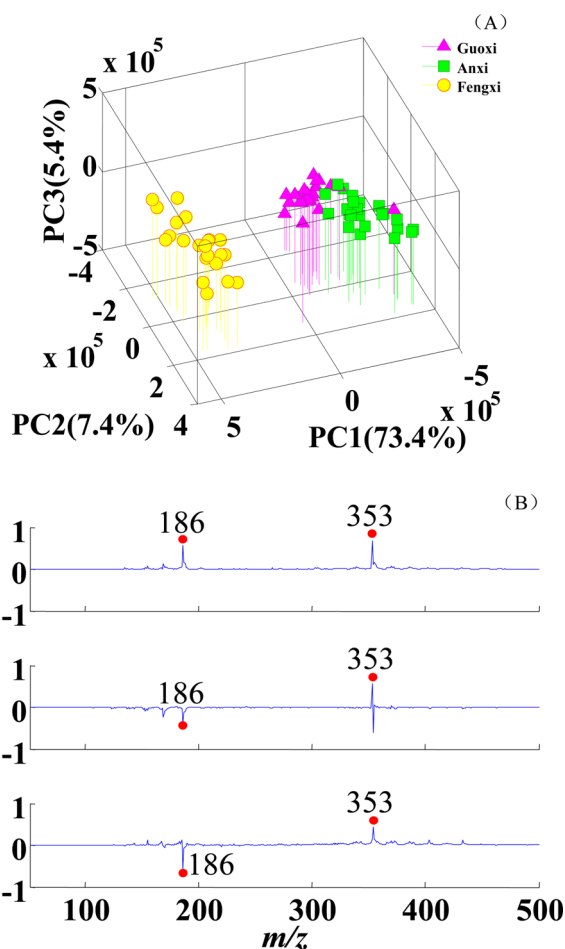 （A）
Guoxi
Anxi
Fengxi
x 10^5
5
0
-5
PC3(5.4%)
-4
-2
0
2
4
x 10^5
PC2(7.4%)
5
0
-5
x 10^5
PC1(73.4%)
（B）
186
353
1
0
-1
186
353
1
0
-1
186
353
1
0
-1
100
200
300
400
500
m/z